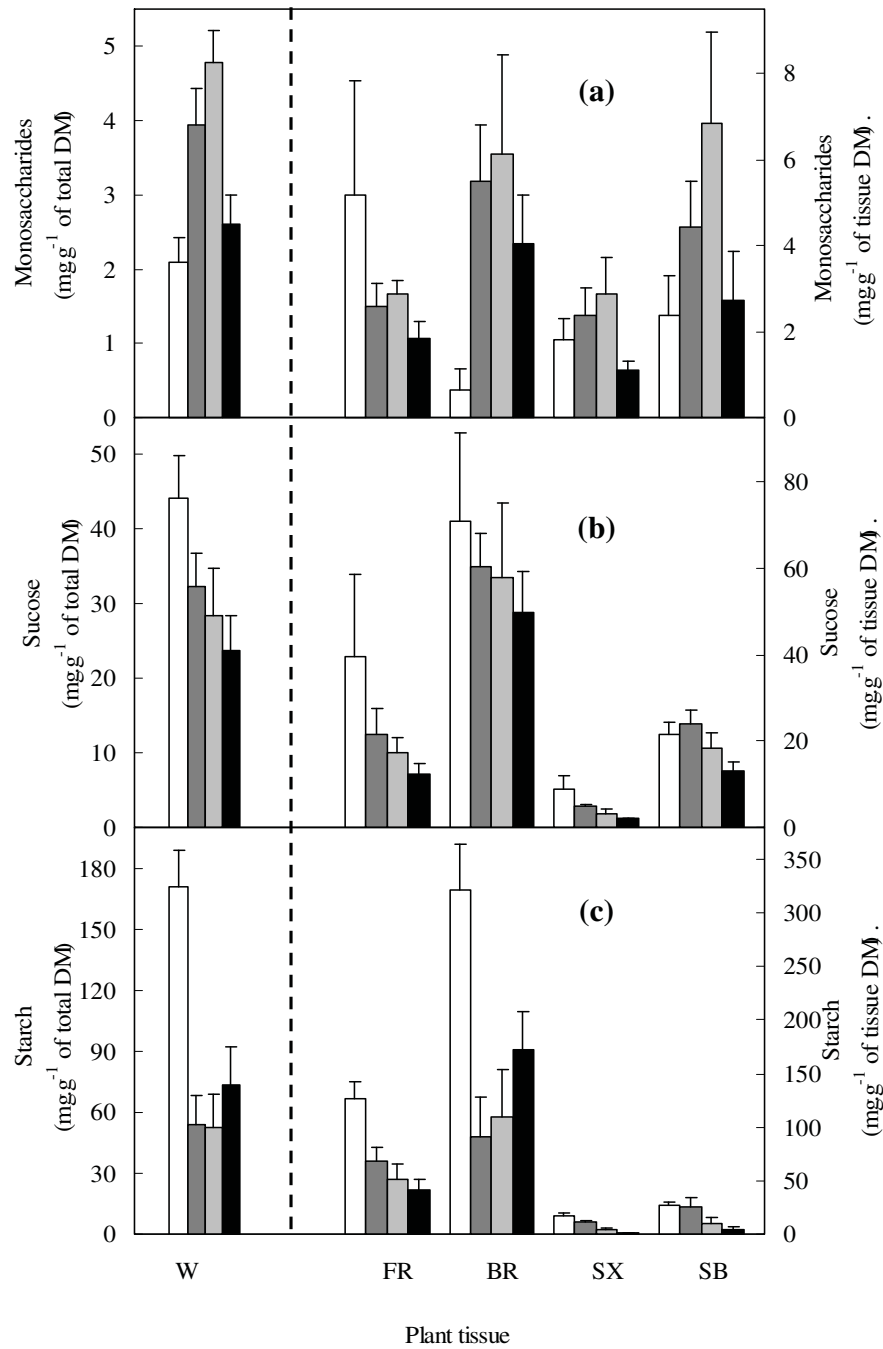 5
4
3
2
1
0
Monosaccharides
(mg g⁻¹ of total DM)
(a)
8
6
4
2
0
Monosaccharides
(mg g⁻¹ of tissue DM) .
50
40
30
20
10
0
Sucose
(mg g⁻¹ of total DM)
(b)
80
60
40
20
0
Sucose
(mg g⁻¹ of tissue DM) .
180
150
120
90
60
30
0
Starch
(mg g⁻¹ of total DM)
(c)
350
300
250
200
150
100
50
0
Starch
(mg g⁻¹ of tissue DM) .
W FR BR SX SB
Plant tissue